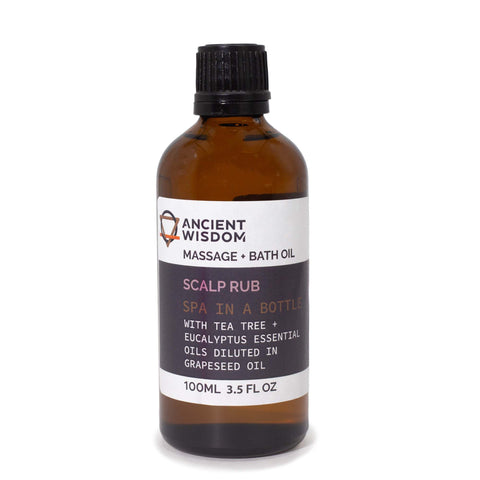 ANCIENT
WISDOM
MASSAGE + BATH OIL
SCALP RUB
SPA IN A BOTTLE
WITH TEA TREE +
EUCALYPTUS ESSENTIAL
OILS DILUTED IN
GRAPESEED OIL
100ML 3.5 FL OZ